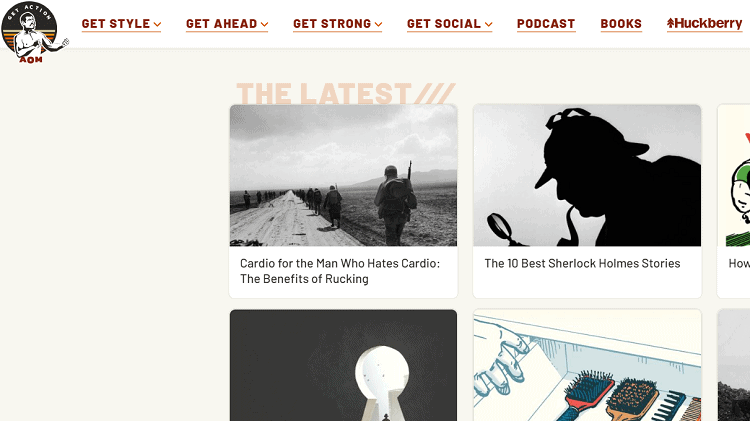 GET ACTION
AOM
GET STYLE
GET AHEAD
GET STRONG
GET SOCIAL
PODCAST
BOOKS
Huckberry
THE LATEST///
Cardio for the Man Who Hates Cardio:
The Benefits of Rucking
The 10 Best Sherlock Holmes Stories
How